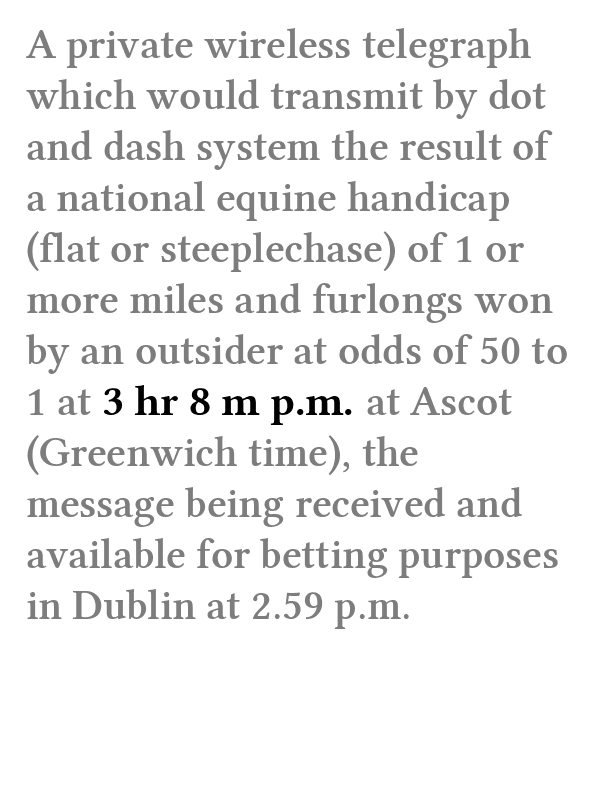 A private wireless telegraph
which would transmit by dot
and dash system the result of
a national equine handicap
(flat or steeplechase) of 1 or
more miles and furlongs won
by an outsider at odds of 50 to
1 at 3 hr 8 m p.m. at Ascot
(Greenwich time), the
message being received and
available for betting purposes
in Dublin at 2.59 p.m.